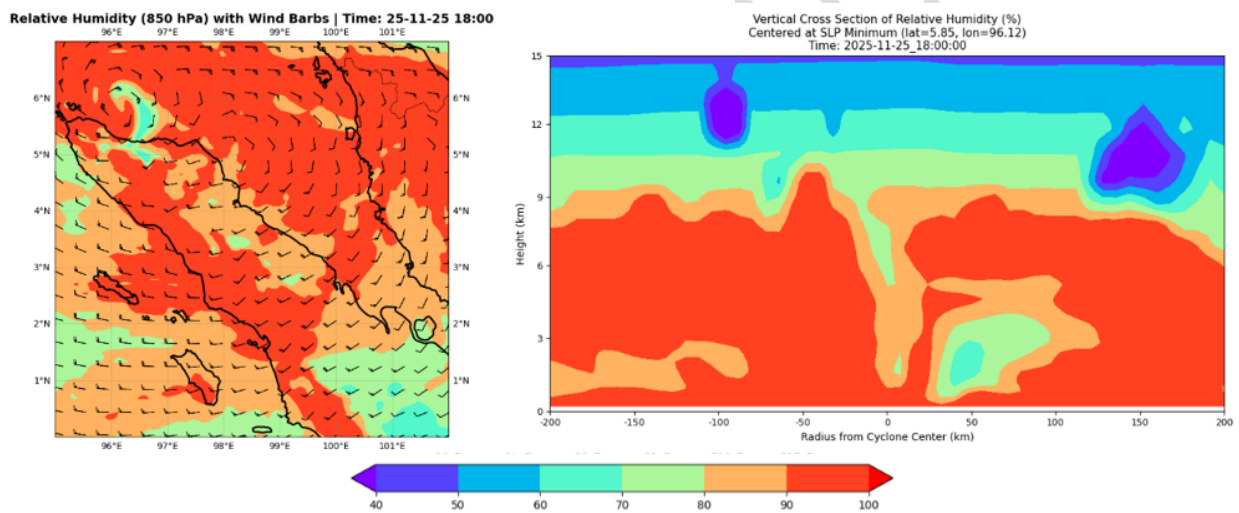 Relative Humidity (850 hPa) with Wind Barbs | Time: 25-11-25 18:00
96°E 97°E 98°E 99°E 100°E 101°E
6°N 6°N
5°N 5°N
4°N 4°N
3°N 3°N
2°N 2°N
1°N 1°N
96°E 97°E 98°E 99°E 100°E 101°E
Vertical Cross Section of Relative Humidity (%)
Centered at SLP Minimum (lat=5.85, lon=96.12)
Time: 2025-11-25_18:00:00
15
12
9
6
3
0
Height (km)
-200 -150 -100 -50 0 50 100 150 200
Radius from Cyclone Center (km)
40 50 60 70 80 90 100